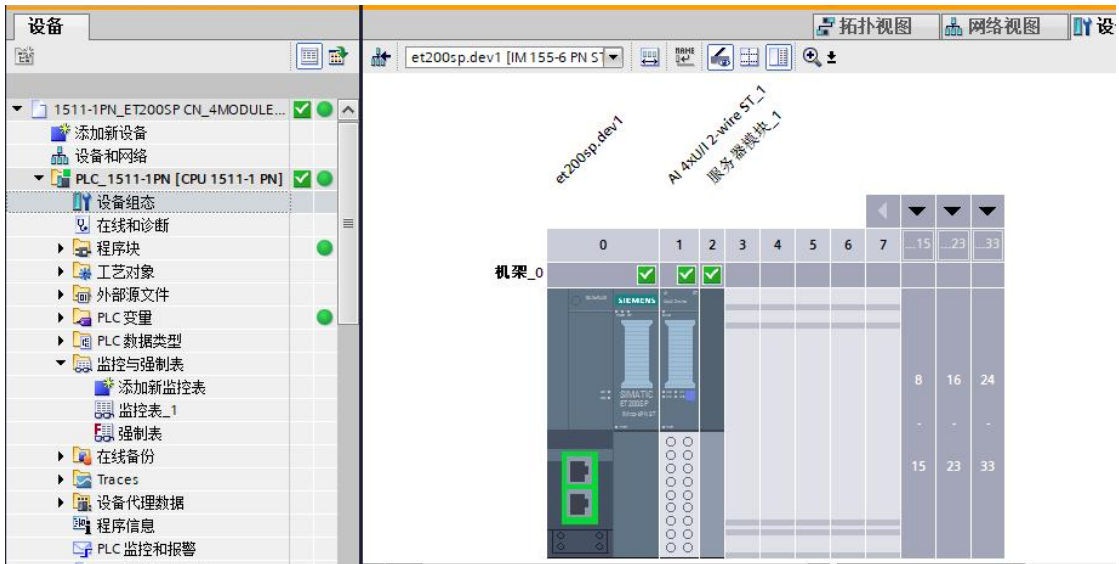 设备
1511-1PN_ET200SP CN_4MODULE...
添加新设备
设备和网络
PLC_1511-1PN [CPU 1511-1 PN]
设备组态
在线和诊断
程序块
工艺对象
外部源文件
PLC 变量
PLC 数据类型
监控与强制表
添加新监控表
监控表_1
强制表
在线备份
Traces
设备代理数据
程序信息
PLC 监控和报警
拓扑视图
网络视图
设
et200sp.dev1 [IM 155-6 PN ST
NAME
et200sp.dev1
AI 4xU/I 2-wire ST_1
服务器模块_1
0 1 2 3 4 5 6 7 ...15 ...23 ...33
机架_0
SIEMENS
SIMATIC
ET 200SP
8 16 24
- - -
15 23 33